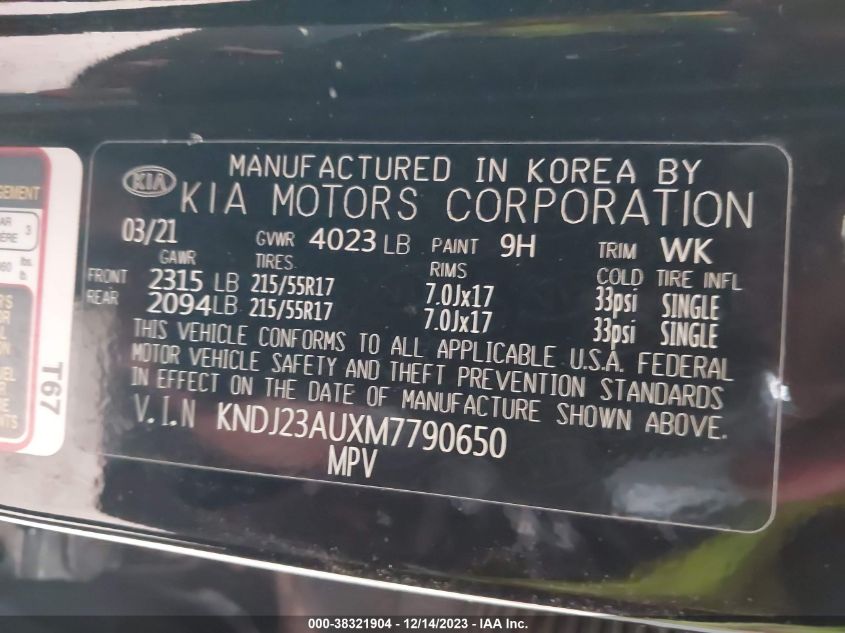 KIA
MANUFACTURED IN KOREA BY
KIA MOTORS CORPORATION
03/21 GVWR 4023 LB PAINT 9H TRIM WK
GAWR TIRES RIMS COLD TIRE INFL
FRONT 2315 LB 215/55R17 7.0Jx17 33psi SINGLE
REAR 2094 LB 215/55R17 7.0Jx17 33psi SINGLE
THIS VEHICLE CONFORMS TO ALL APPLICABLE U.S.A. FEDERAL
MOTOR VEHICLE SAFETY AND THEFT PREVENTION STANDARDS
IN EFFECT ON THE DATE OF MANUFACTURE SHOWN ABOVE.
V.I.N KNDJ23AUXM7790650
MPV
T67
000-38321904 - 12/14/2023 - IAA, Inc.